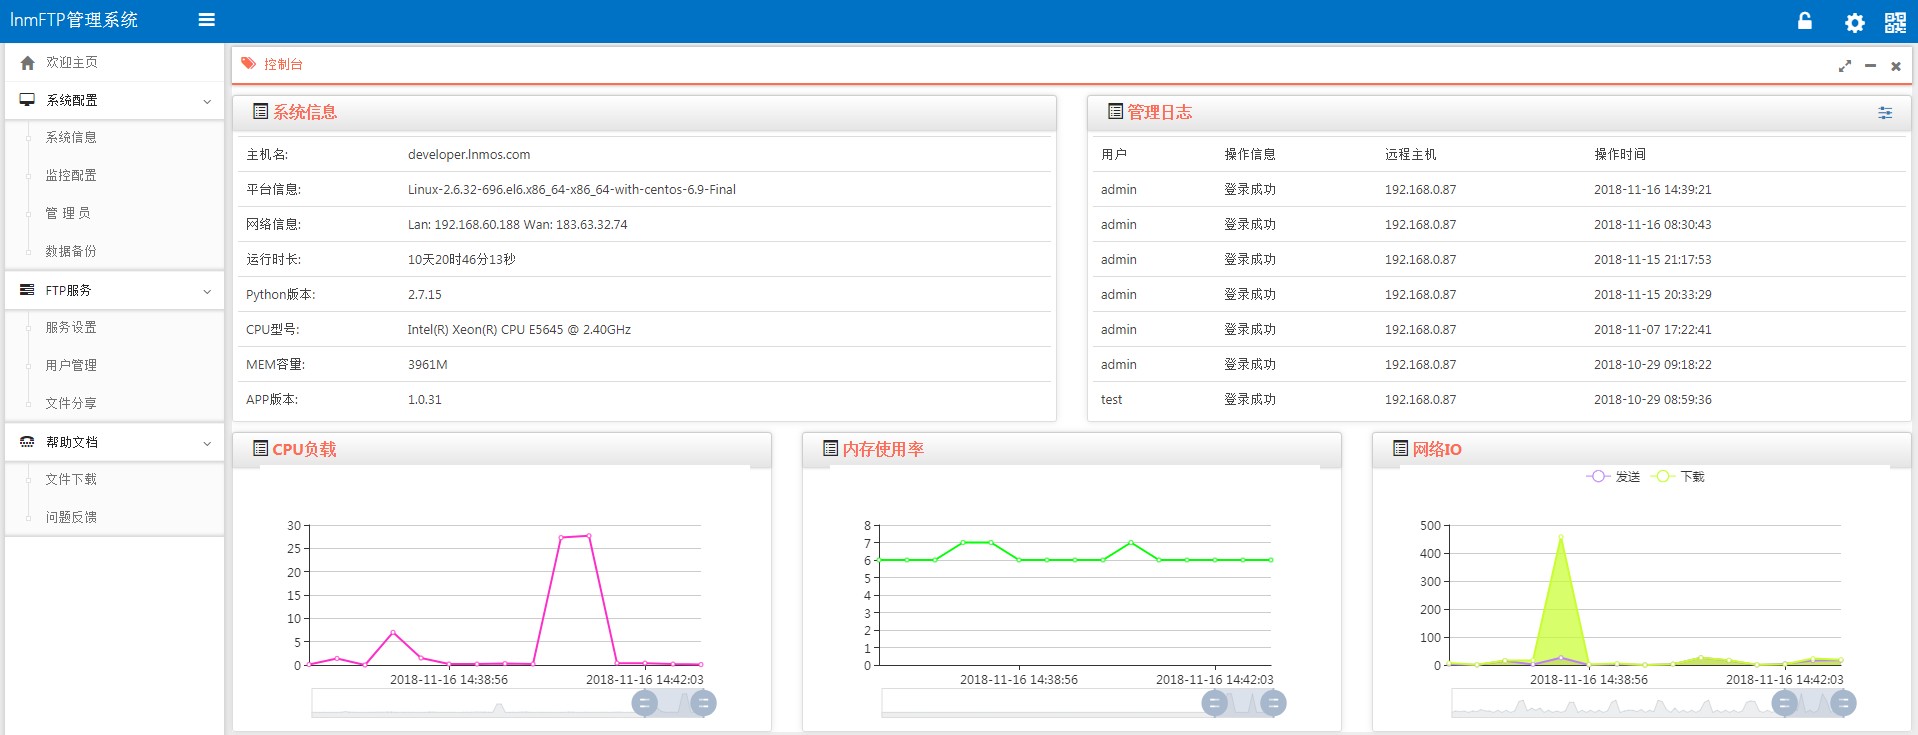 lnmFTP管理系统
欢迎主页
系统配置
系统信息
监控配置
管 理 员
数据备份
FTP服务
服务设置
用户管理
文件分享
帮助文档
文件下载
问题反馈
控制台
系统信息
主机名: developer.lnmos.com
平台信息: Linux-2.6.32-696.el6.x86_64-x86_64-with-centos-6.9-Final
网络信息: Lan: 192.168.60.188 Wan: 183.63.32.74
运行时长: 10天20时46分13秒
Python版本: 2.7.15
CPU型号: Intel(R) Xeon(R) CPU E5645 @ 2.40GHz
MEM容量: 3961M
APP版本: 1.0.31
管理日志
用户 操作信息 远程主机 操作时间
admin 登录成功 192.168.0.87 2018-11-16 14:39:21
admin 登录成功 192.168.0.87 2018-11-16 08:30:43
admin 登录成功 192.168.0.87 2018-11-15 21:17:53
admin 登录成功 192.168.0.87 2018-11-15 20:33:29
admin 登录成功 192.168.0.87 2018-11-07 17:22:41
admin 登录成功 192.168.0.87 2018-10-29 09:18:22
test 登录成功 192.168.0.87 2018-10-29 08:59:36
CPU负载
30
25
20
15
10
5
0
2018-11-16 14:38:56 2018-11-16 14:42:03
内存使用率
8
7
6
5
4
3
2
1
0
2018-11-16 14:38:56 2018-11-16 14:42:03
网络IO
发送 下载
500
400
300
200
100
0
2018-11-16 14:38:56 2018-11-16 14:42:03